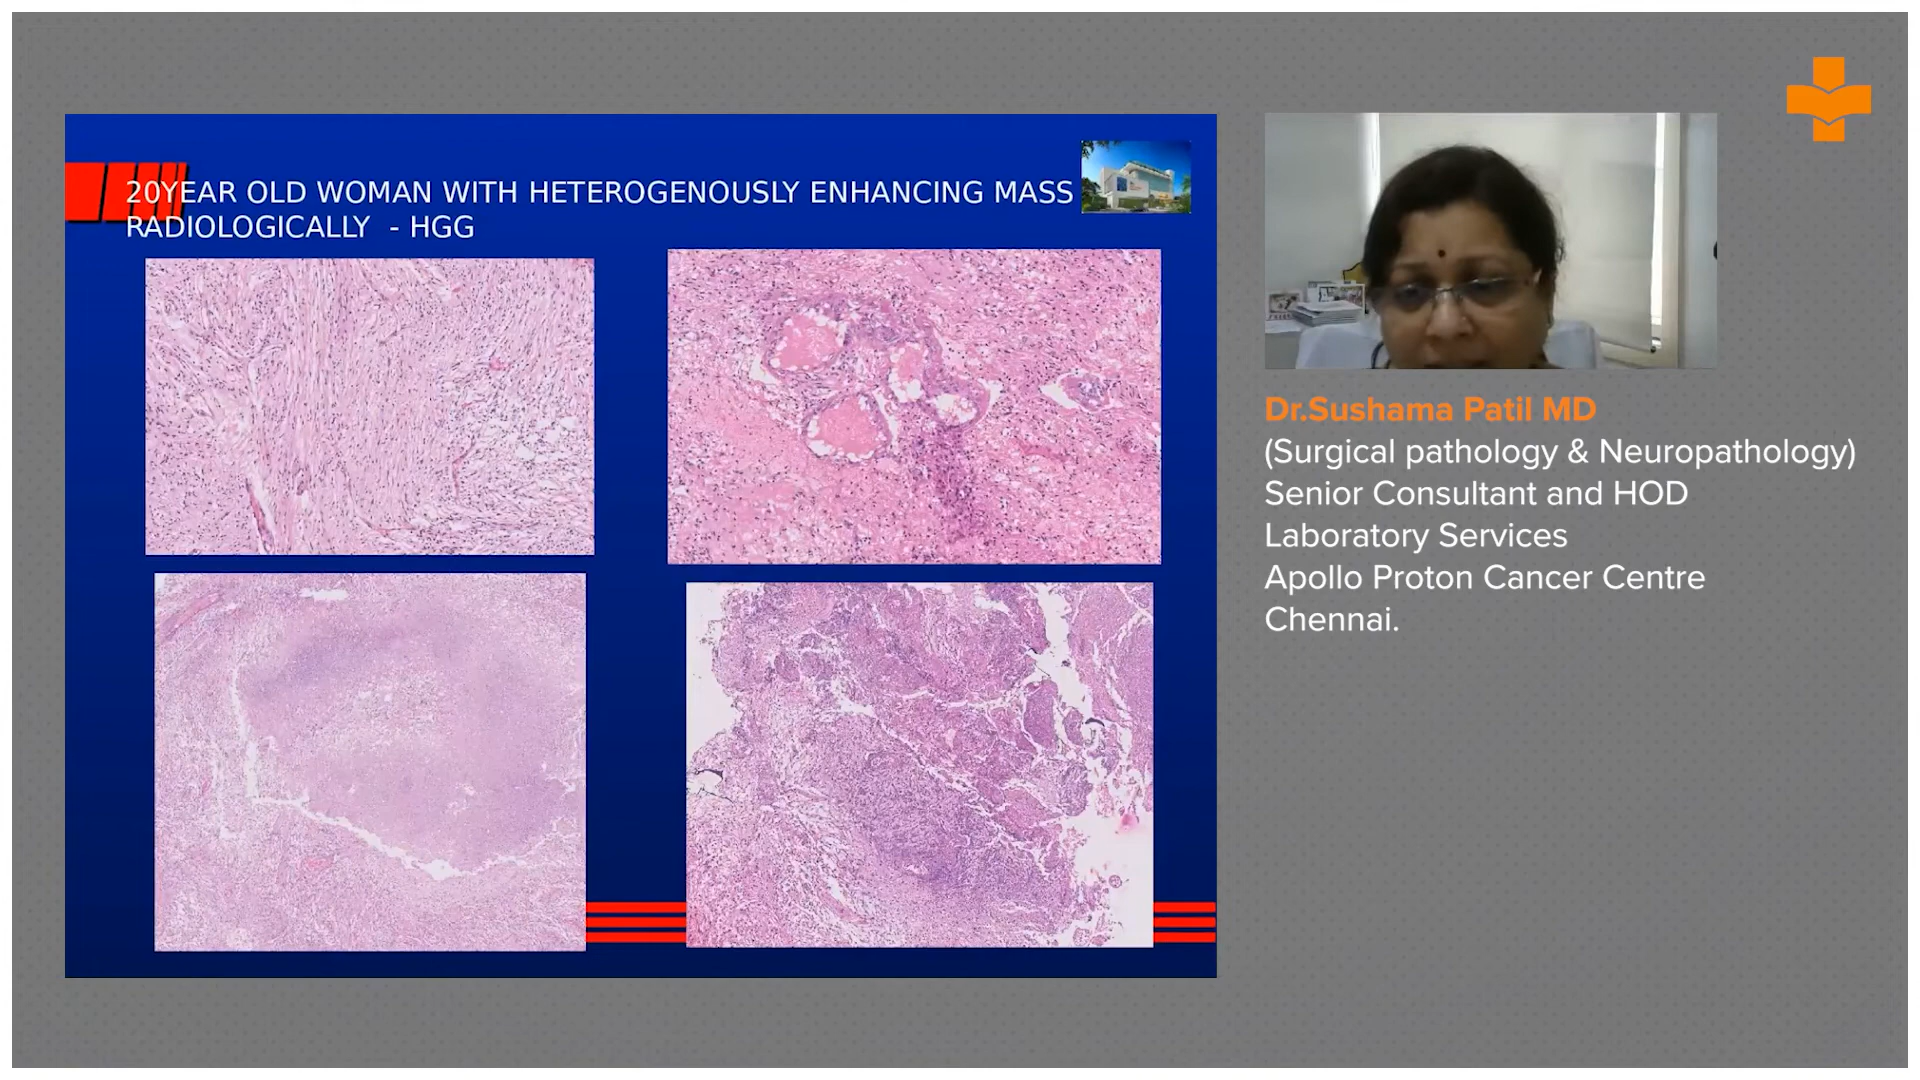 20YEAR OLD WOMAN WITH HETEROGENOUSLY ENHANCING MASS
RADIOLOGICALLY - HGG
Dr.Sushama Patil MD
(Surgical pathology & Neuropathology)
Senior Consultant and HOD
Laboratory Services
Apollo Proton Cancer Centre
Chennai.